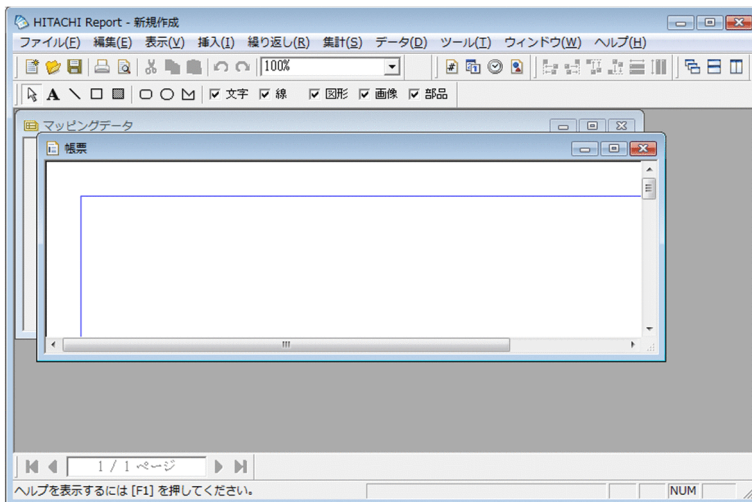 HITACHI Report - 新規作成
ファイル(F) 編集(E) 表示(V) 挿入(I) 繰り返し(R) 集計(S) データ(D) ツール(T) ウィンドウ(W) ヘルプ(H)
100%
A 文字 線 図形 画像 部品
マッピングデータ
帳票
1 / 1 ページ
ヘルプを表示するには [F1] を押してください。 NUM